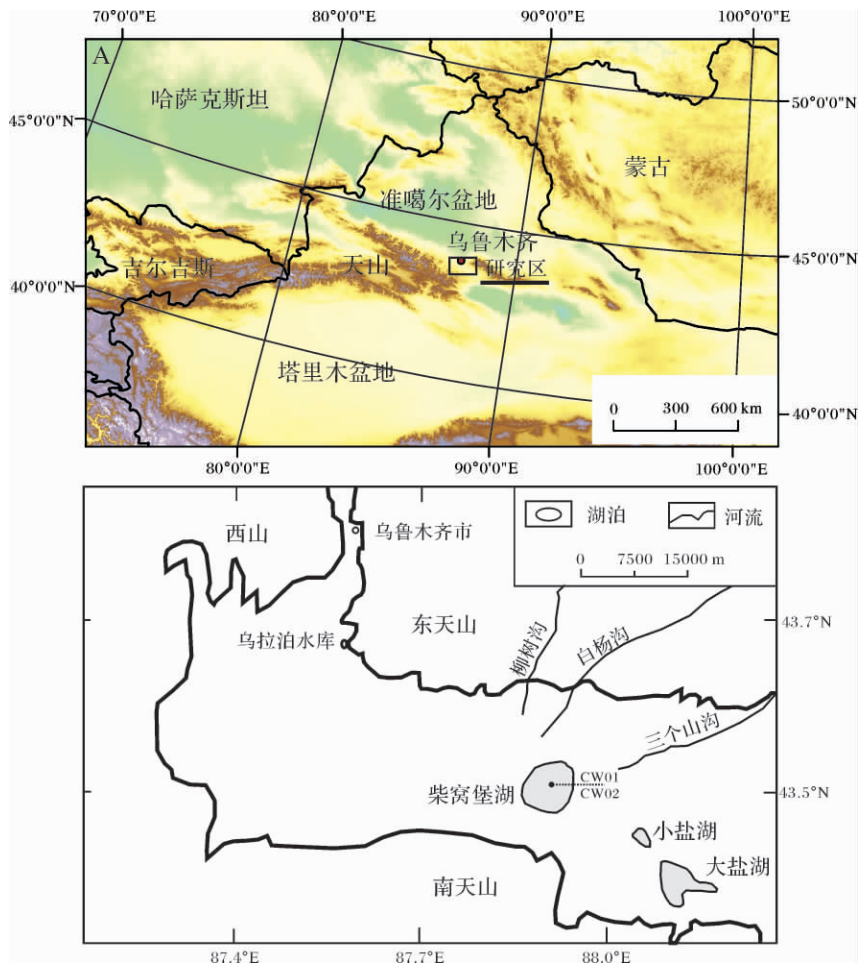 70°0'0"E 80°0'0"E 90°0'0"E 100°0'0"E
A
哈萨克斯坦
50°0'0"N
45°0'0"N
蒙古
准噶尔盆地
乌鲁木齐
45°0'0"N
吉尔吉斯
天山
研究区
40°0'0"N
塔里木盆地
0 300 600 km
40°0'0"N
80°0'0"E 90°0'0"E 100°0'0"E
西山
乌鲁木齐市
湖泊 河流
0 7500 15000 m
43.7°N
东天山
乌拉泊水库
柳树沟
白杨沟
三个山沟
柴窝堡湖
CW01
CW02
43.5°N
小盐湖
大盐湖
南天山
87.4°E 87.7°E 88.0°E